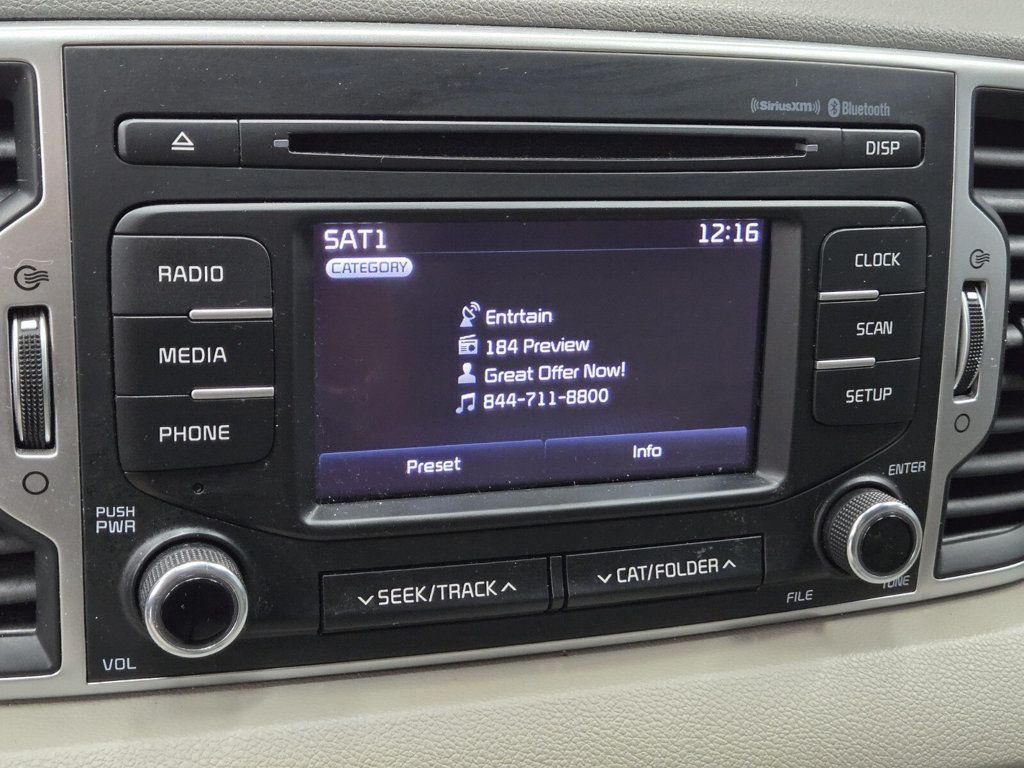 SiriusXM Bluetooth
DISP
SAT1 12:16
CATEGORY
RADIO
CLOCK
Entrtain
184 Preview
Great Offer Now!
844-711-8800
MEDIA
SCAN
PHONE
SETUP
Preset Info
PUSH
PWR
ENTER
SEEK/TRACK
CAT/FOLDER
VOL
FILE
TUNE